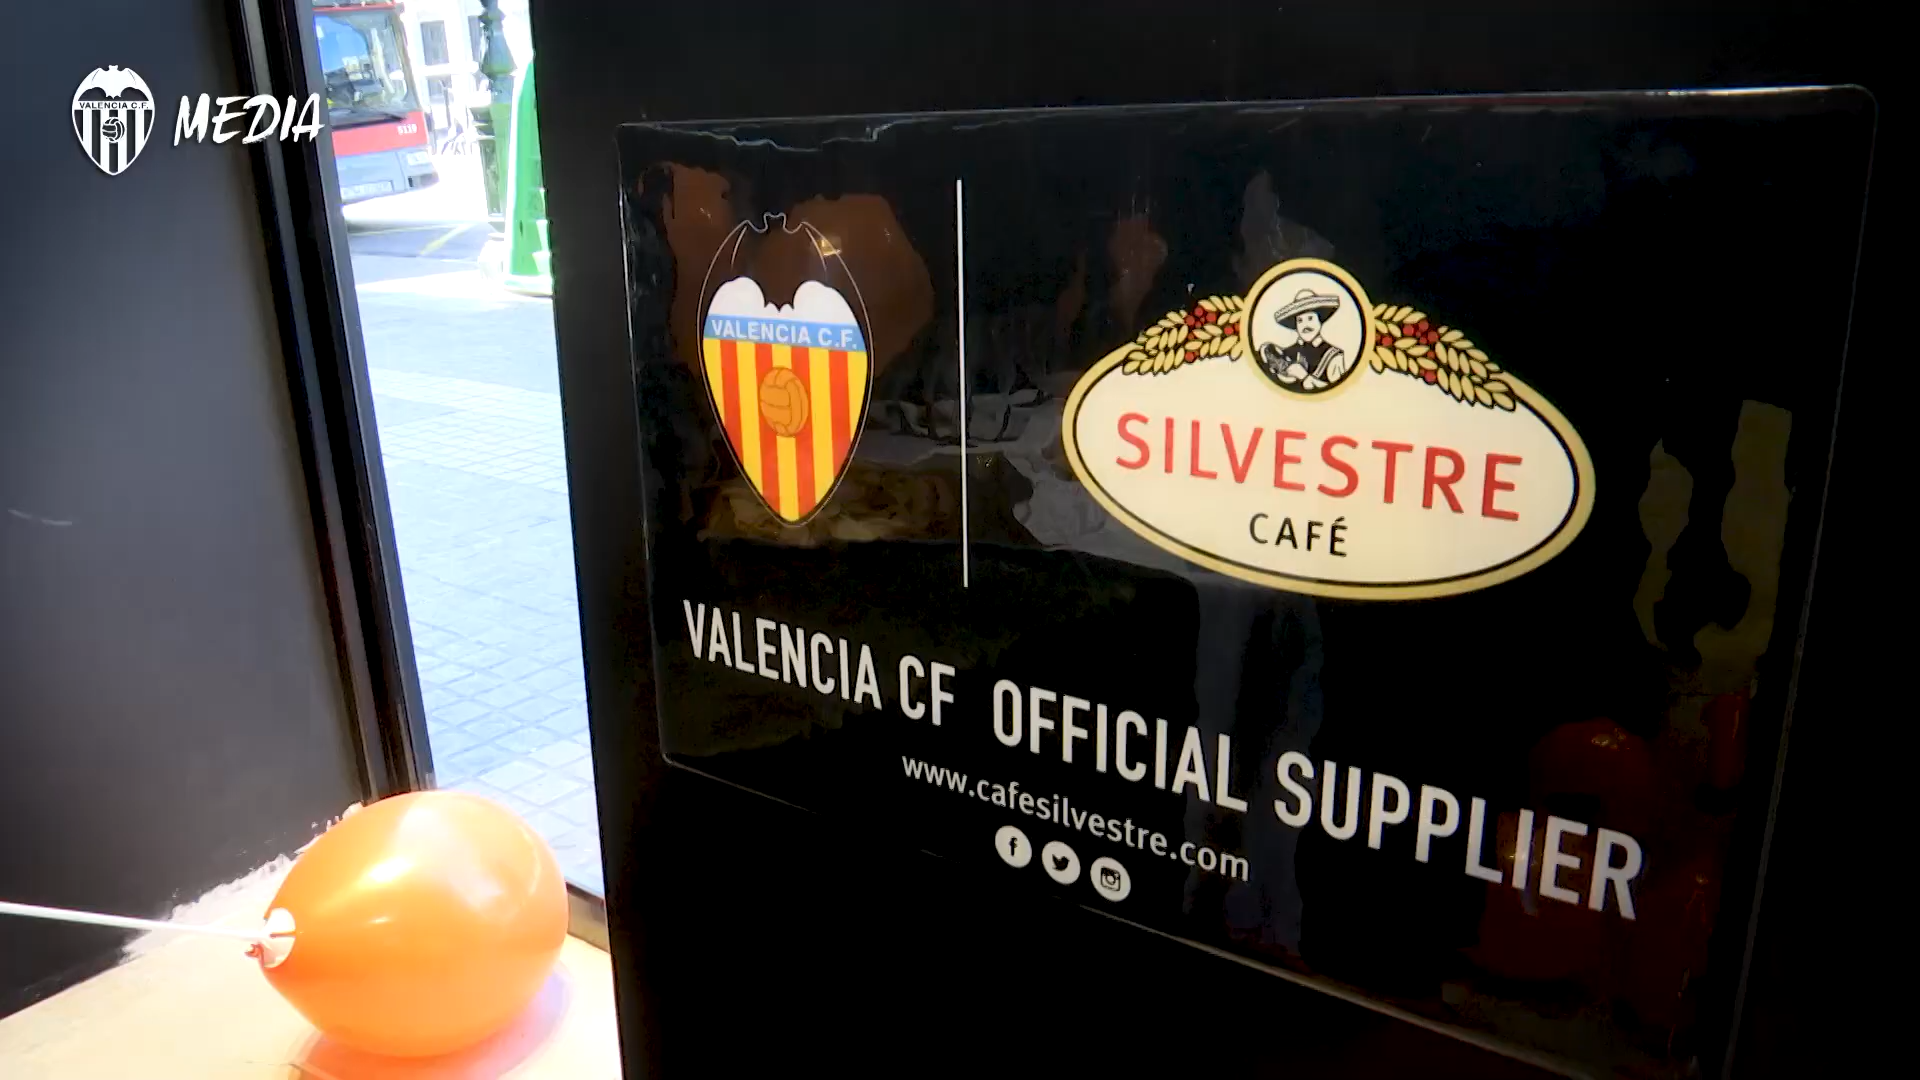 VALENCIA C.F.
MEDIA
VALENCIA C.F.
SILVESTRE
CAFÉ
VALENCIA CF OFFICIAL SUPPLIER
www.cafesilvestre.com